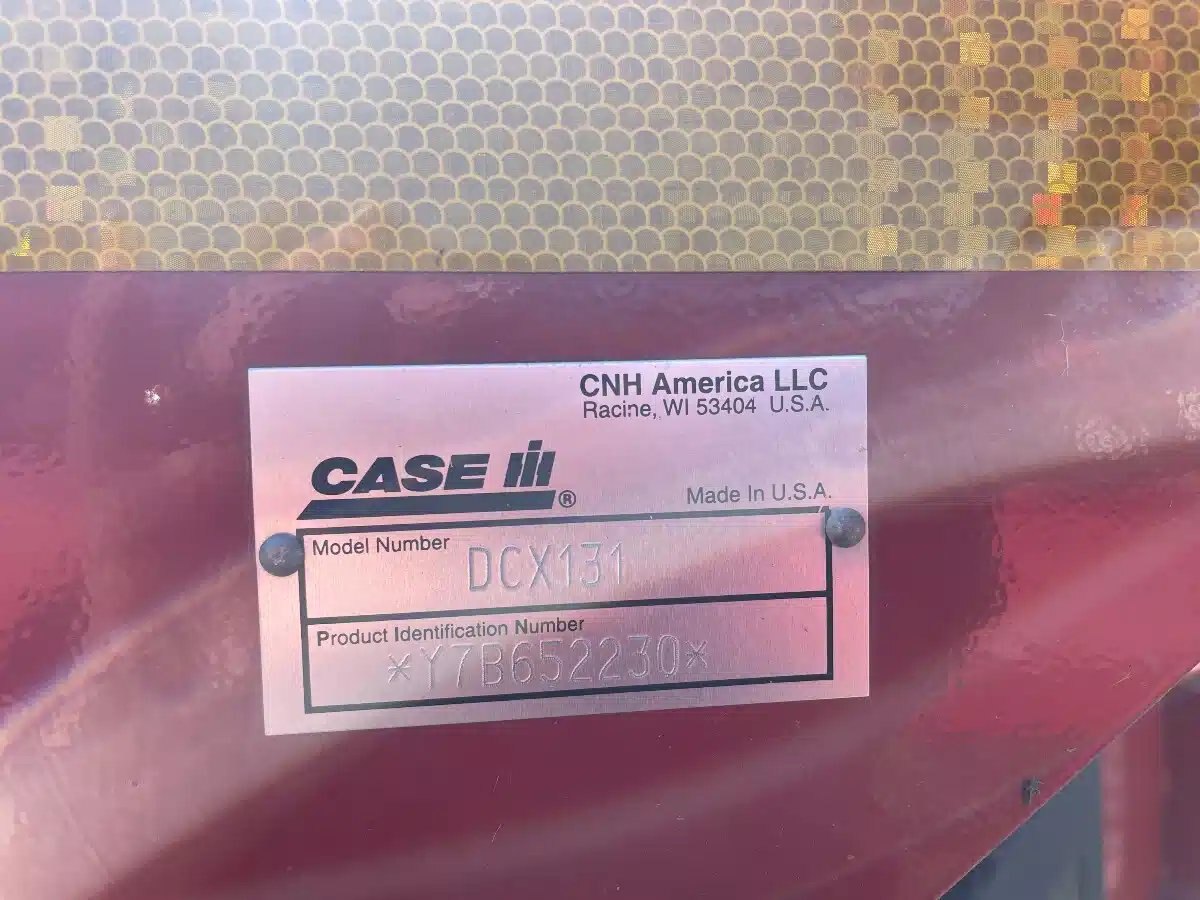 CNH America LLC
Racine, WI 53404 U.S.A.
CASE IH®
Made In U.S.A.
Model Number DCX131
Product Identification Number
*Y7B652230*